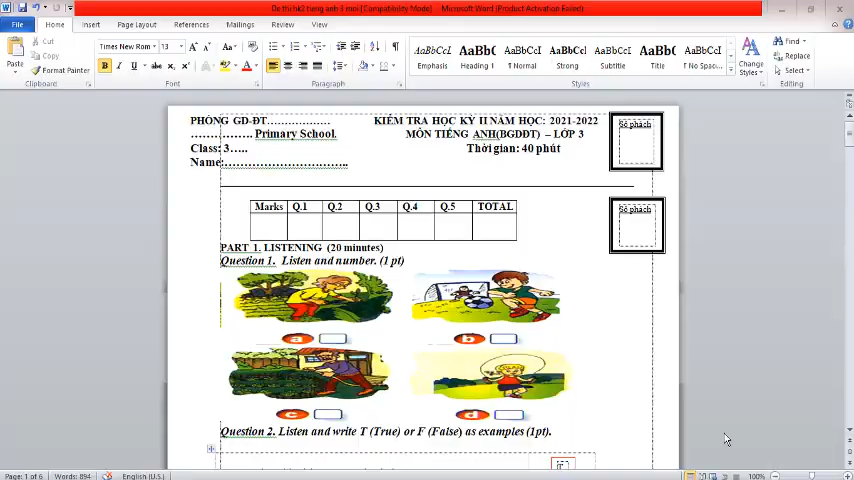 De thi hk2 tieng anh 3 moi [Compatibility Mode] - Microsoft Word (Product Activation Failed)
File Home Insert Page Layout References Mailings Review View
Paste
Cut
Copy
Format Painter
Clipboard
Times New Rom 13
Font
Paragraph
AaBbCcI AaBbC AaBbCcI AaBbCcI AaBbCcI AaBbC AaBbCcI
Emphasis Heading 1 ¶ Normal Strong Subtitle Title ¶ No Spac...
Styles
Change Styles
Find
Replace
Select
Editing
PHÒNG GD-ĐT………………
……………. Primary School.
Class: 3…..
Name:…………………………..
KIỂM TRA HỌC KỲ II NĂM HỌC: 2021-2022
MÔN TIẾNG ANH(BGDĐT) – LỚP 3
Thời gian: 40 phút
Số phách
Số phách
Marks Q.1 Q.2 Q.3 Q.4 Q.5 TOTAL
PART 1. LISTENING (20 minutes)
Question 1. Listen and number. (1 pt)
a b
c d
Question 2. Listen and write T (True) or F (False) as examples (1pt).
Page: 1 of 6 Words: 894 English (U.S.) 100%